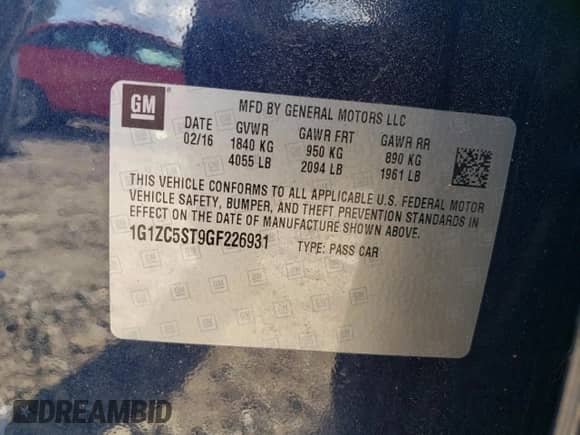 GM
MFD BY GENERAL MOTORS LLC
DATE GVWR GAWR FRT GAWR RR
02/16 1840 KG 950 KG 890 KG
4055 LB 2094 LB 1961 LB
THIS VEHICLE CONFORMS TO ALL APPLICABLE U.S. FEDERAL MOTOR
VEHICLE SAFETY, BUMPER, AND THEFT PREVENTION STANDARDS IN
EFFECT ON THE DATE OF MANUFACTURE SHOWN ABOVE.
1G1ZC5ST9GF226931 TYPE: PASS CAR
DREAMBID